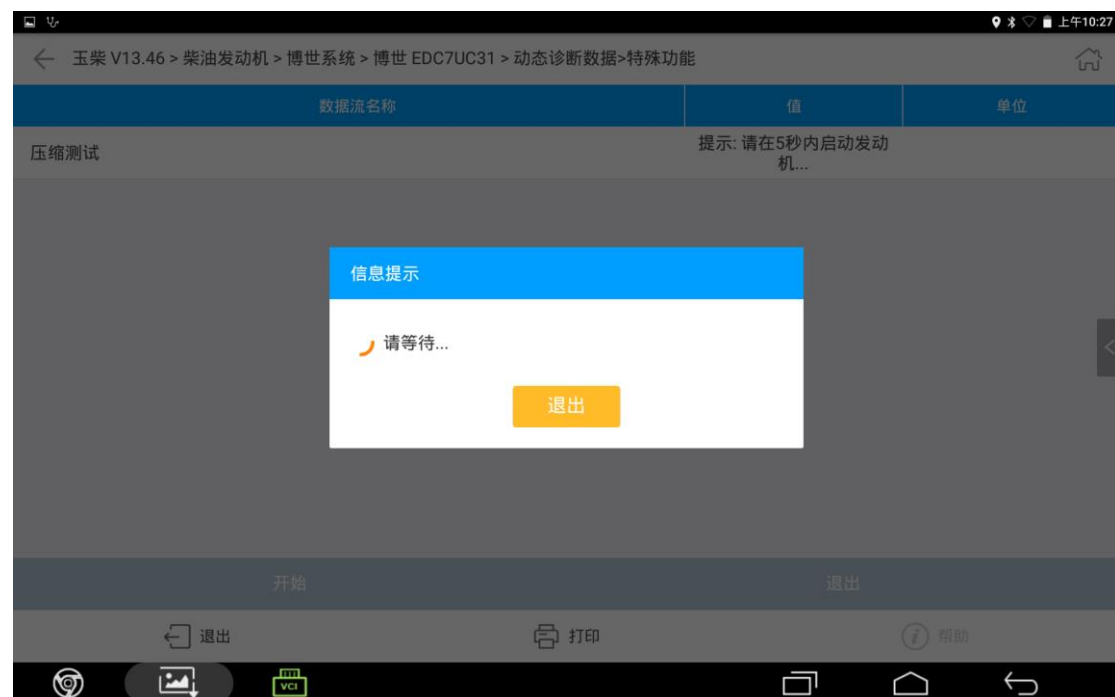 上午10:27
玉柴 V13.46 > 柴油发动机 > 博世系统 > 博世 EDC7UC31 > 动态诊断数据>特殊功能
数据流名称 值 单位
压缩测试
提示: 请在5秒内启动发动
机...
信息提示
请等待...
退出
开始 退出
退出 打印 帮助
VCI